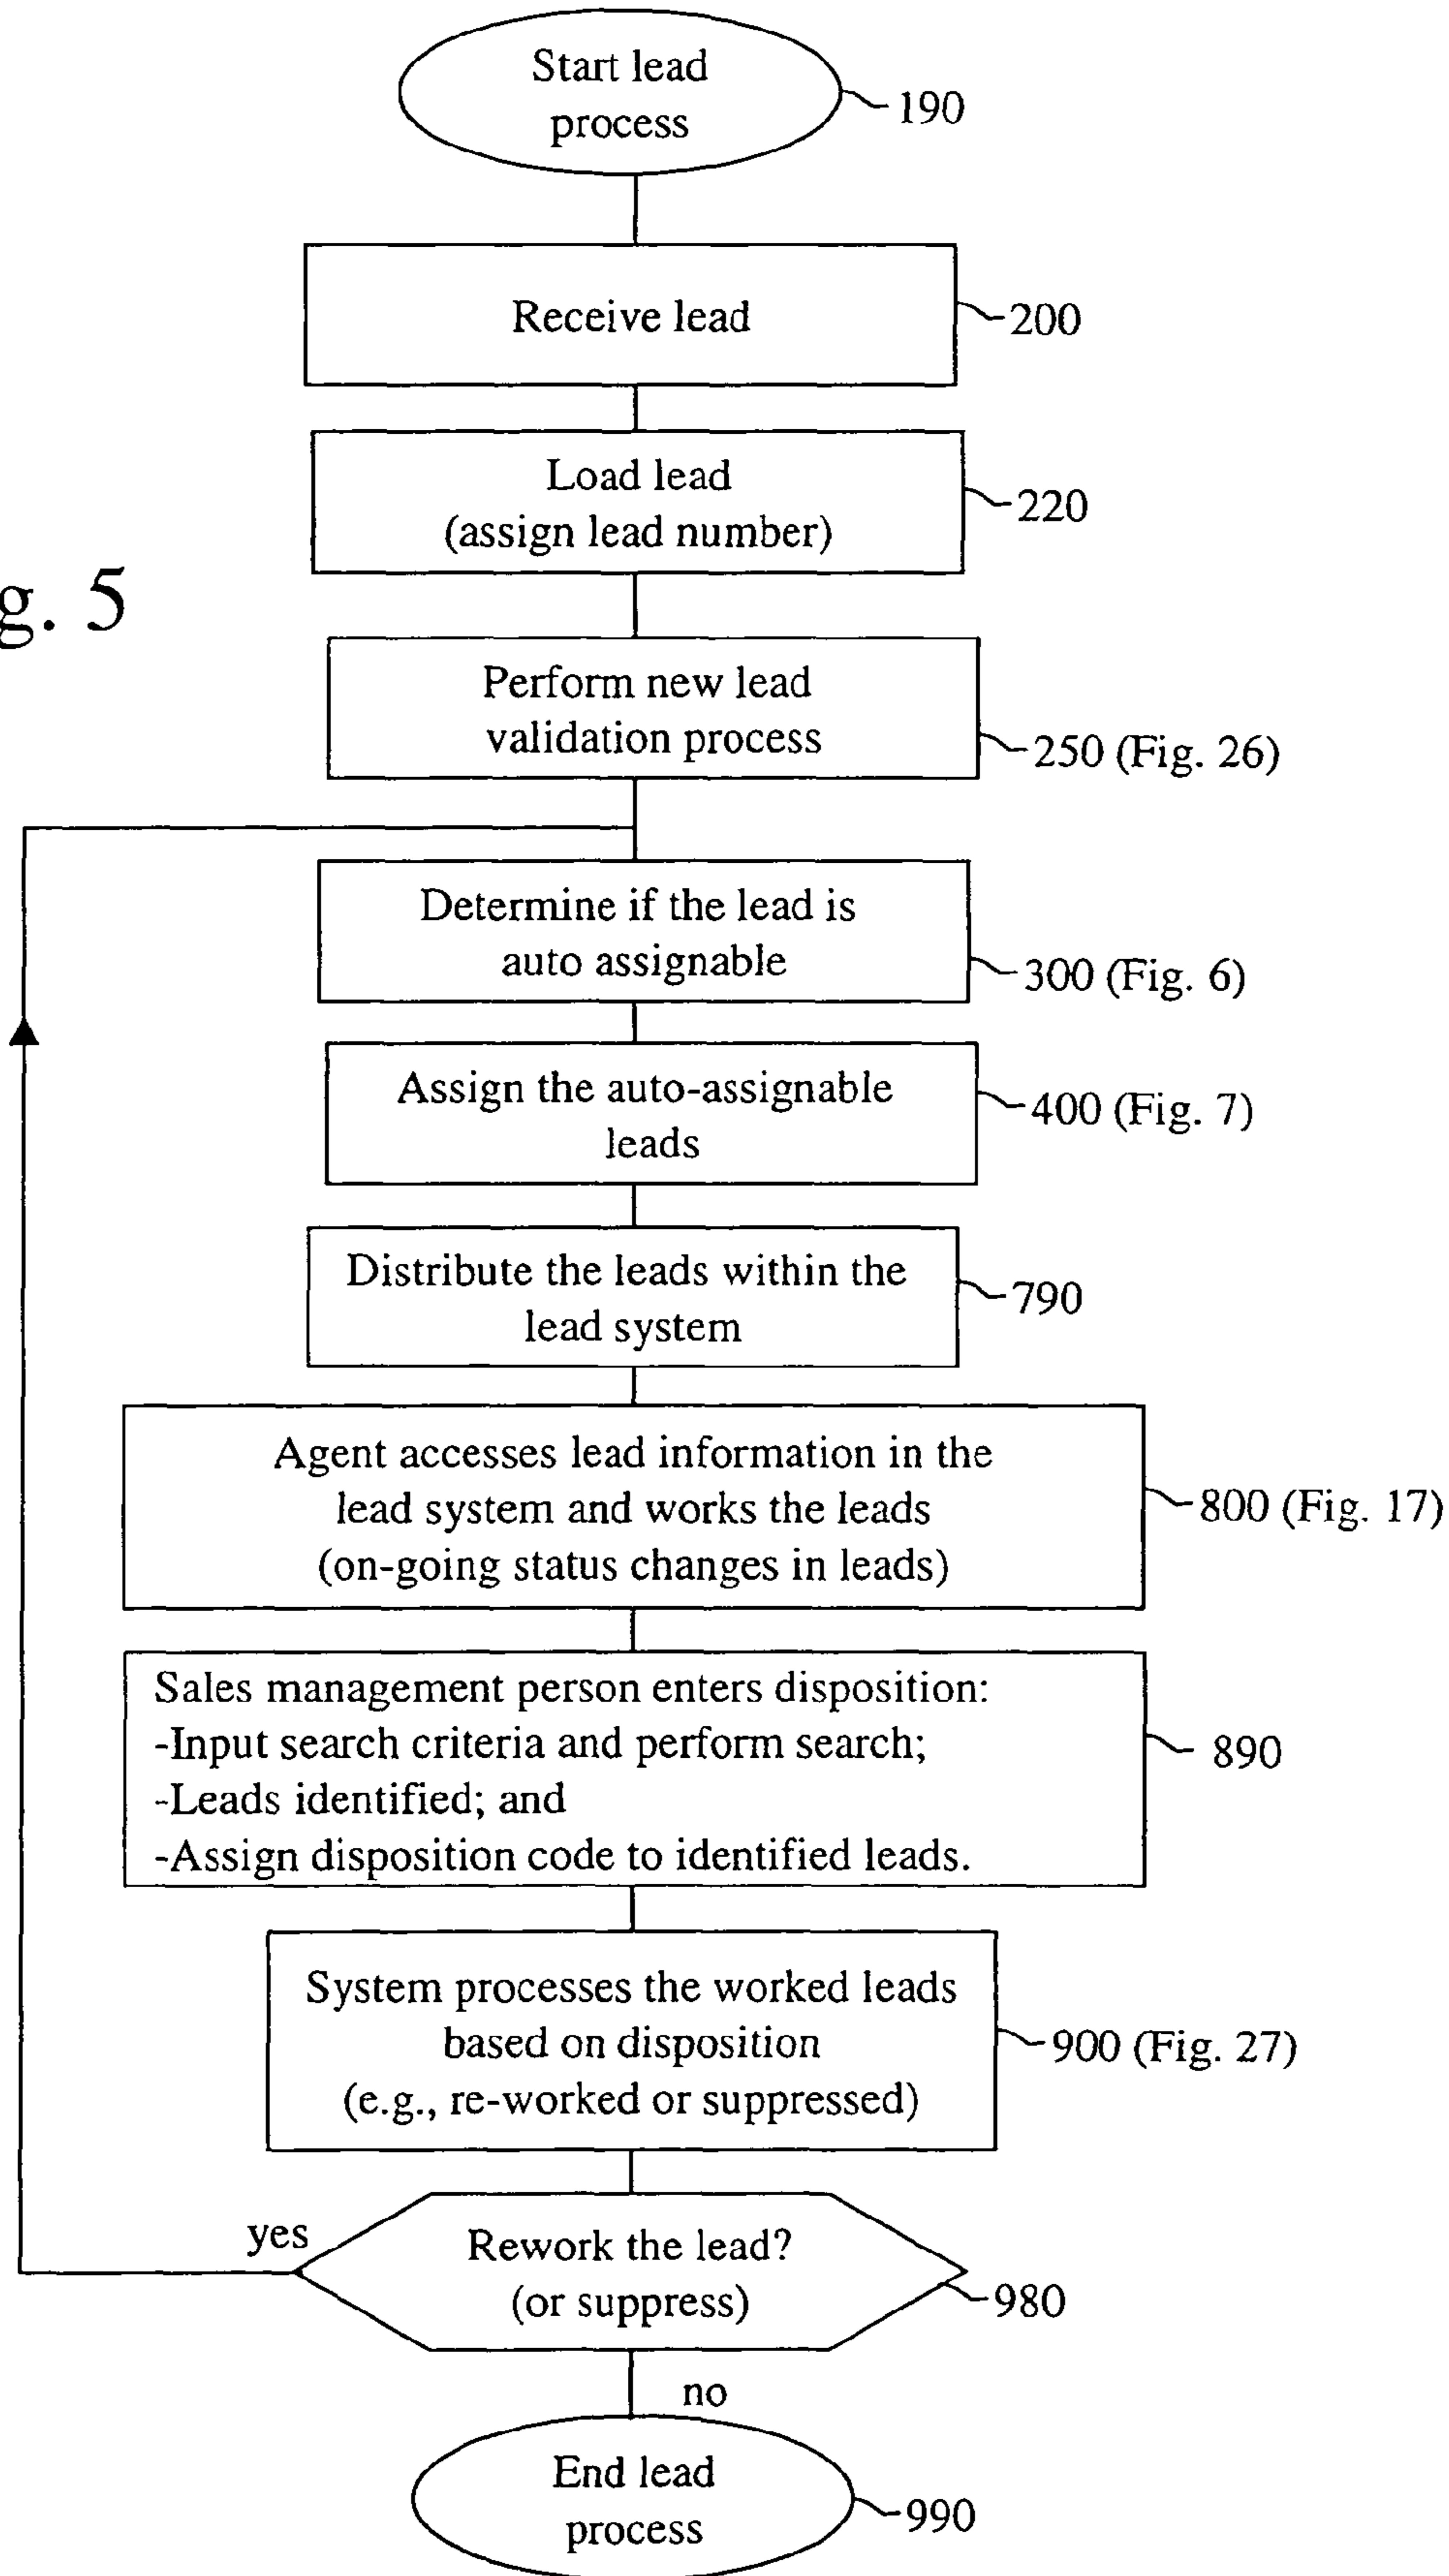 Start lead
process
190
Receive lead
200
Load lead
(assign lead number)
220
g. 5
Perform new lead
validation process
250 (Fig. 26)
Determine if the lead is
auto assignable
300 (Fig. 6)
Assign the auto-assignable
leads
400 (Fig. 7)
Distribute the leads within the
lead system
790
Agent accesses lead information in the
lead system and works the leads
(on-going status changes in leads)
800 (Fig. 17)
Sales management person enters disposition:
-Input search criteria and perform search;
-Leads identified; and
-Assign disposition code to identified leads.
890
System processes the worked leads
based on disposition
(e.g., re-worked or suppressed)
900 (Fig. 27)
yes
Rework the lead?
(or suppress)
980
no
End lead
process
990